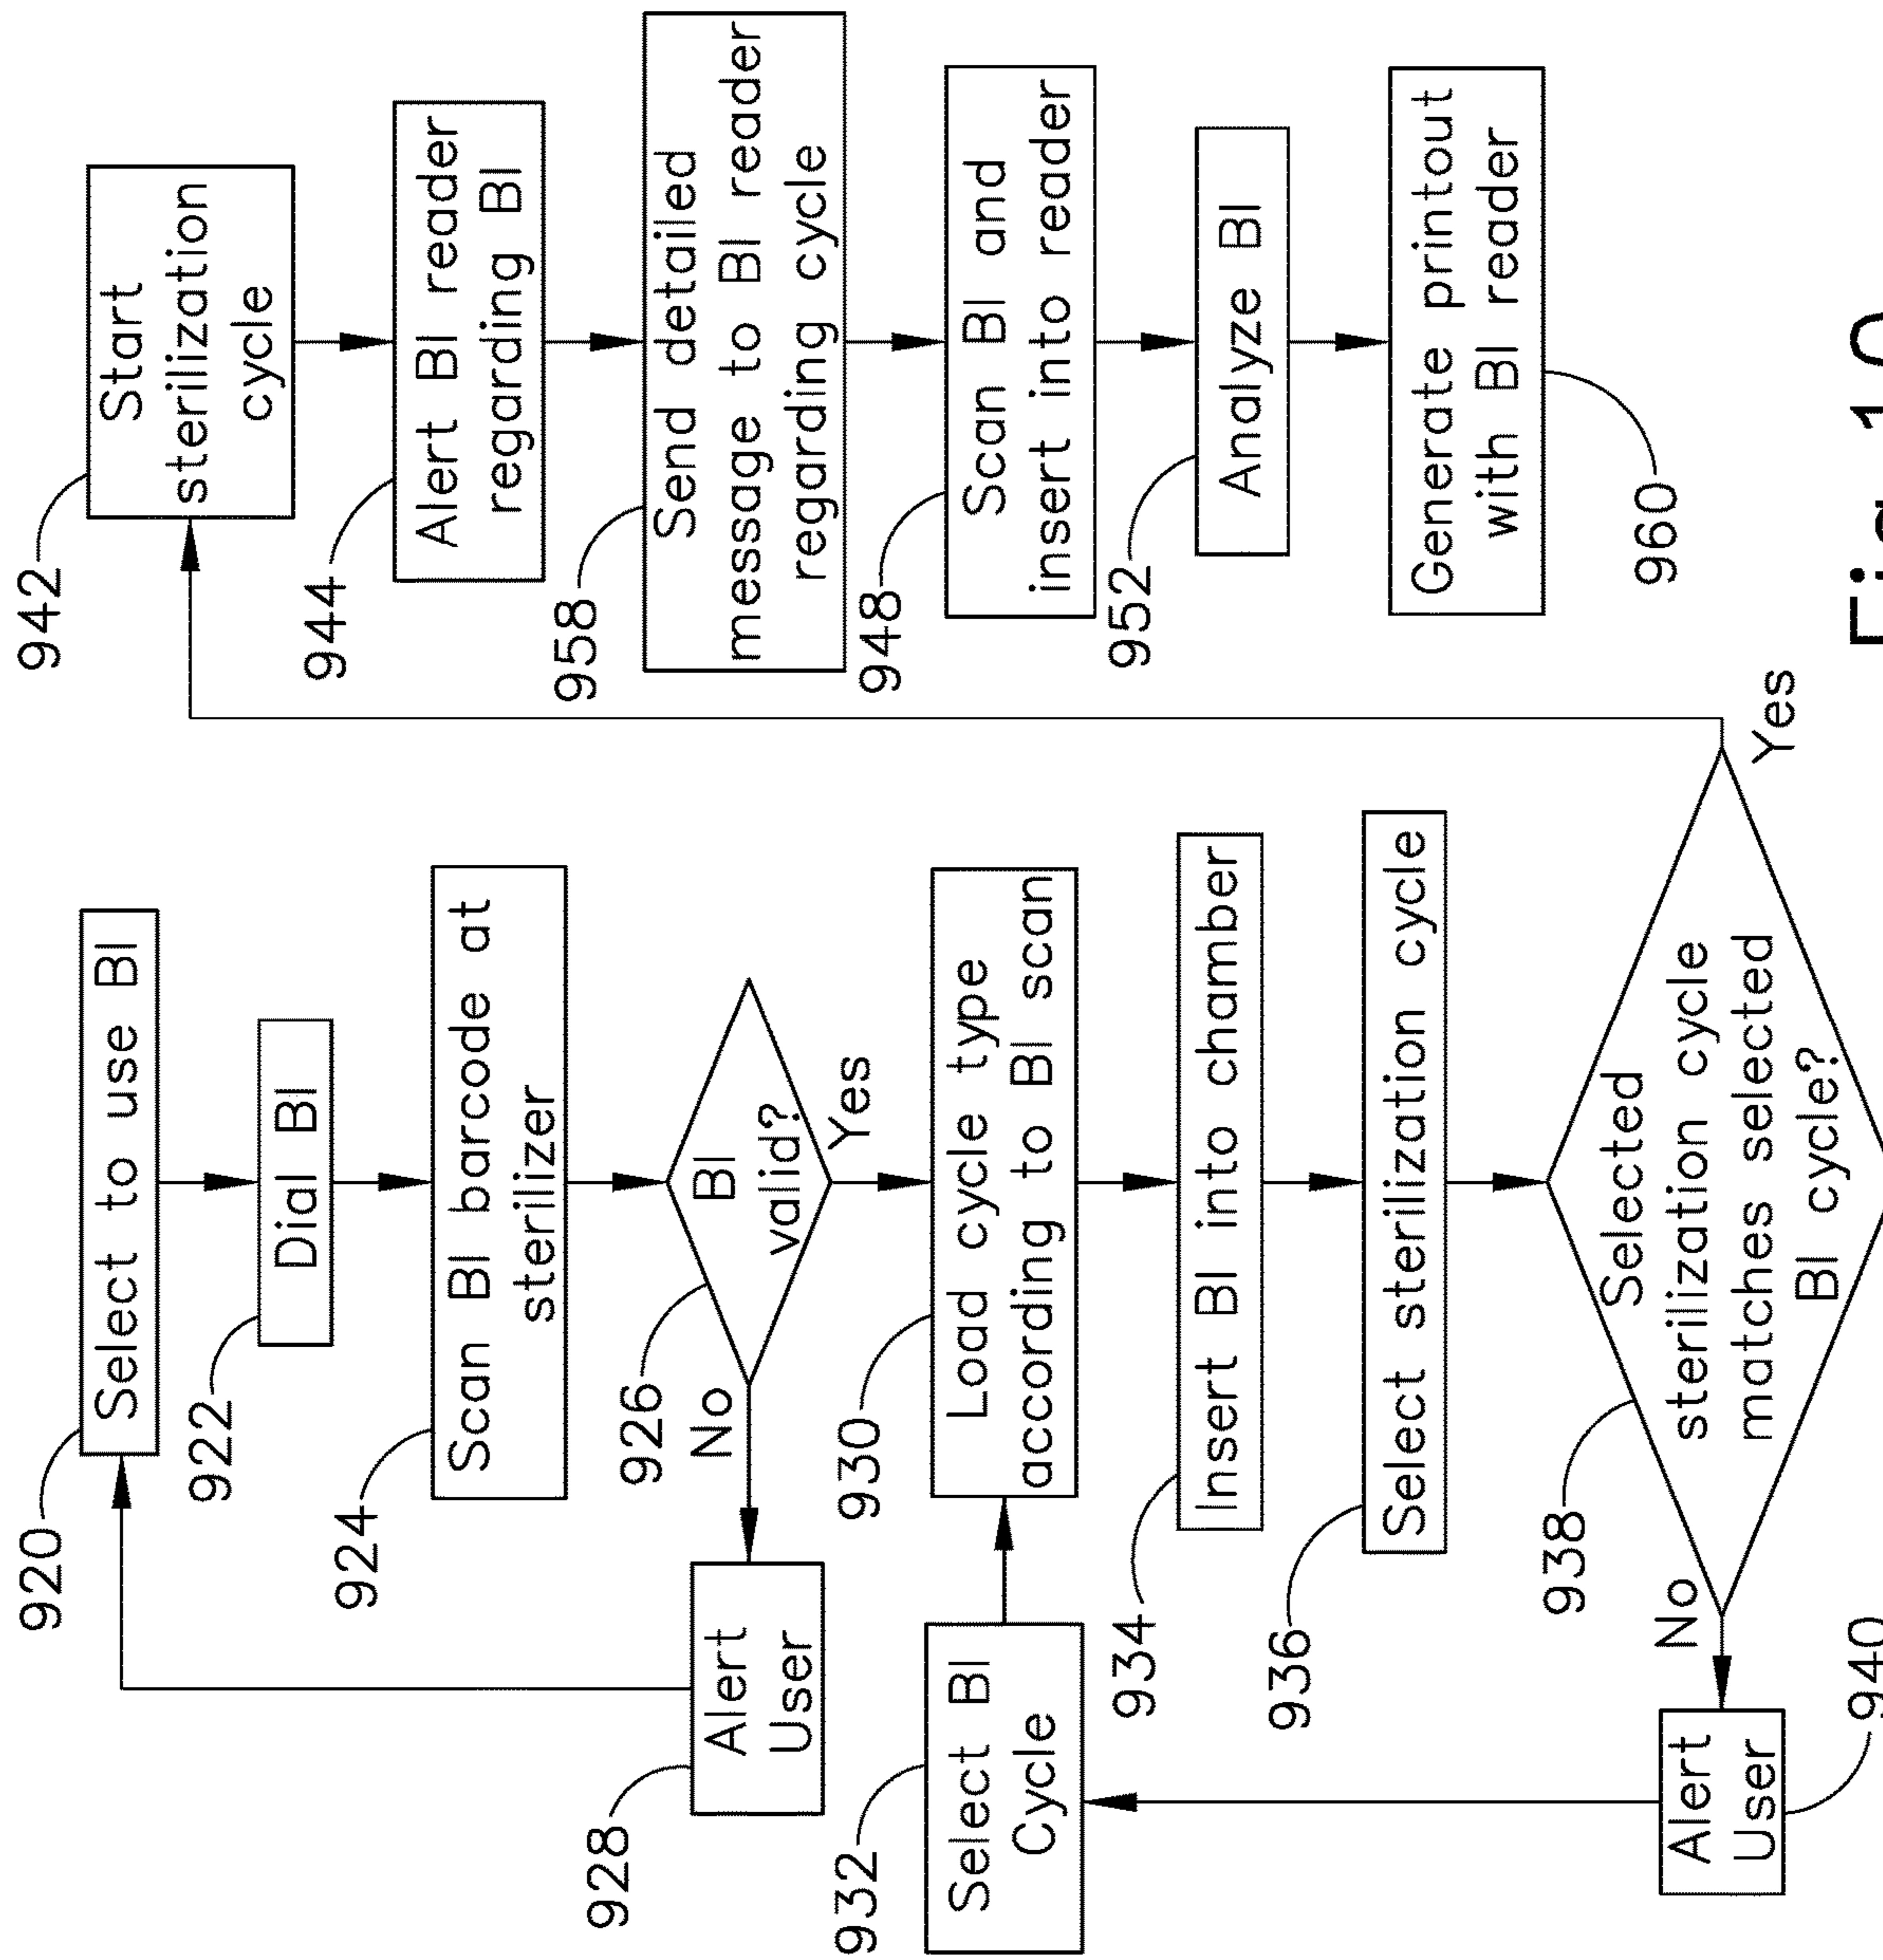 920
Select to use BI
922
Dial BI
924
Scan BI barcode at
sterilizer
926
BI
valid?
No
Yes
928
Alert
User
930
Load cycle type
according to BI scan
932
Select BI
Cycle
934
Insert BI into chamber
936
Select sterilization cycle
938
Selected
sterilization cycle
matches selected
BI cycle?
No
Yes
940
Alert
User
942
Start
sterilization
cycle
944
Alert BI reader
regarding BI
958
Send detailed
message to BI reader
regarding cycle
948
Scan BI and
insert into reader
952
Analyze BI
Generate printout
with BI reader
960